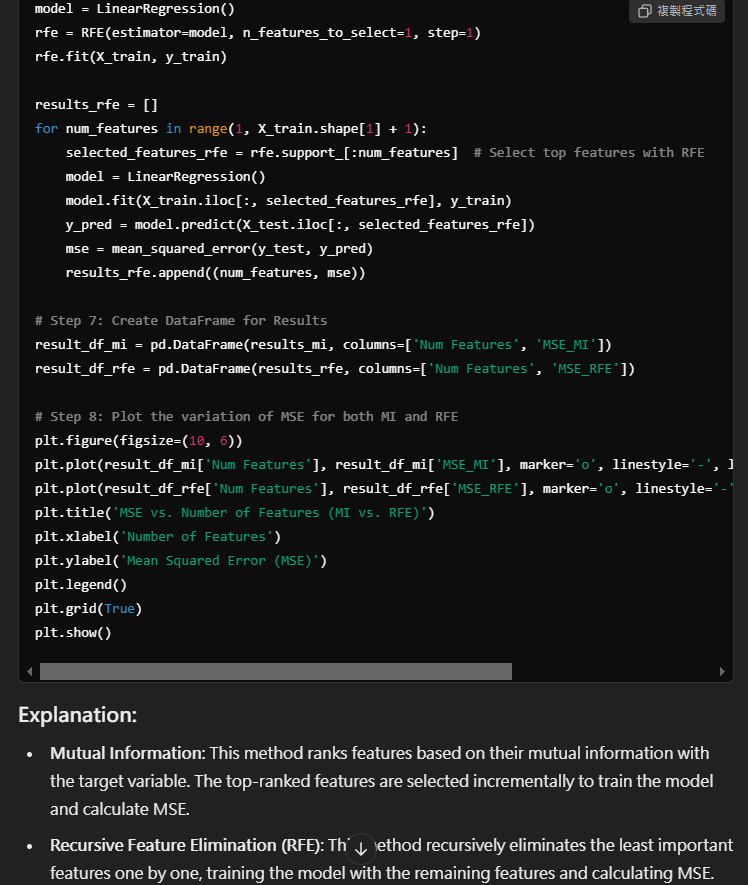 model = LinearRegression()
複製程式碼
rfe = RFE(estimator=model, n_features_to_select=1, step=1)
rfe.fit(X_train, y_train)
results_rfe = []
for num_features in range(1, X_train.shape[1] + 1):
    selected_features_rfe = rfe.support_[:num_features]  # Select top features with RFE
    model = LinearRegression()
    model.fit(X_train.iloc[:, selected_features_rfe], y_train)
    y_pred = model.predict(X_test.iloc[:, selected_features_rfe])
    mse = mean_squared_error(y_test, y_pred)
    results_rfe.append((num_features, mse))
# Step 7: Create DataFrame for Results
result_df_mi = pd.DataFrame(results_mi, columns=['Num Features', 'MSE_MI'])
result_df_rfe = pd.DataFrame(results_rfe, columns=['Num Features', 'MSE_RFE'])
# Step 8: Plot the variation of MSE for both MI and RFE
plt.figure(figsize=(10, 6))
plt.plot(result_df_mi['Num Features'], result_df_mi['MSE_MI'], marker='o', linestyle='-',
plt.plot(result_df_rfe['Num Features'], result_df_rfe['MSE_RFE'], marker='o', linestyle='-'
plt.title('MSE vs. Number of Features (MI vs. RFE)')
plt.xlabel('Number of Features')
plt.ylabel('Mean Squared Error (MSE)')
plt.legend()
plt.grid(True)
plt.show()
Explanation:
• Mutual Information: This method ranks features based on their mutual information with
the target variable. The top-ranked features are selected incrementally to train the model
and calculate MSE.
• Recursive Feature Elimination (RFE): recursively eliminates the least important
features one by one, training the model with the remaining features and calculating MSE.